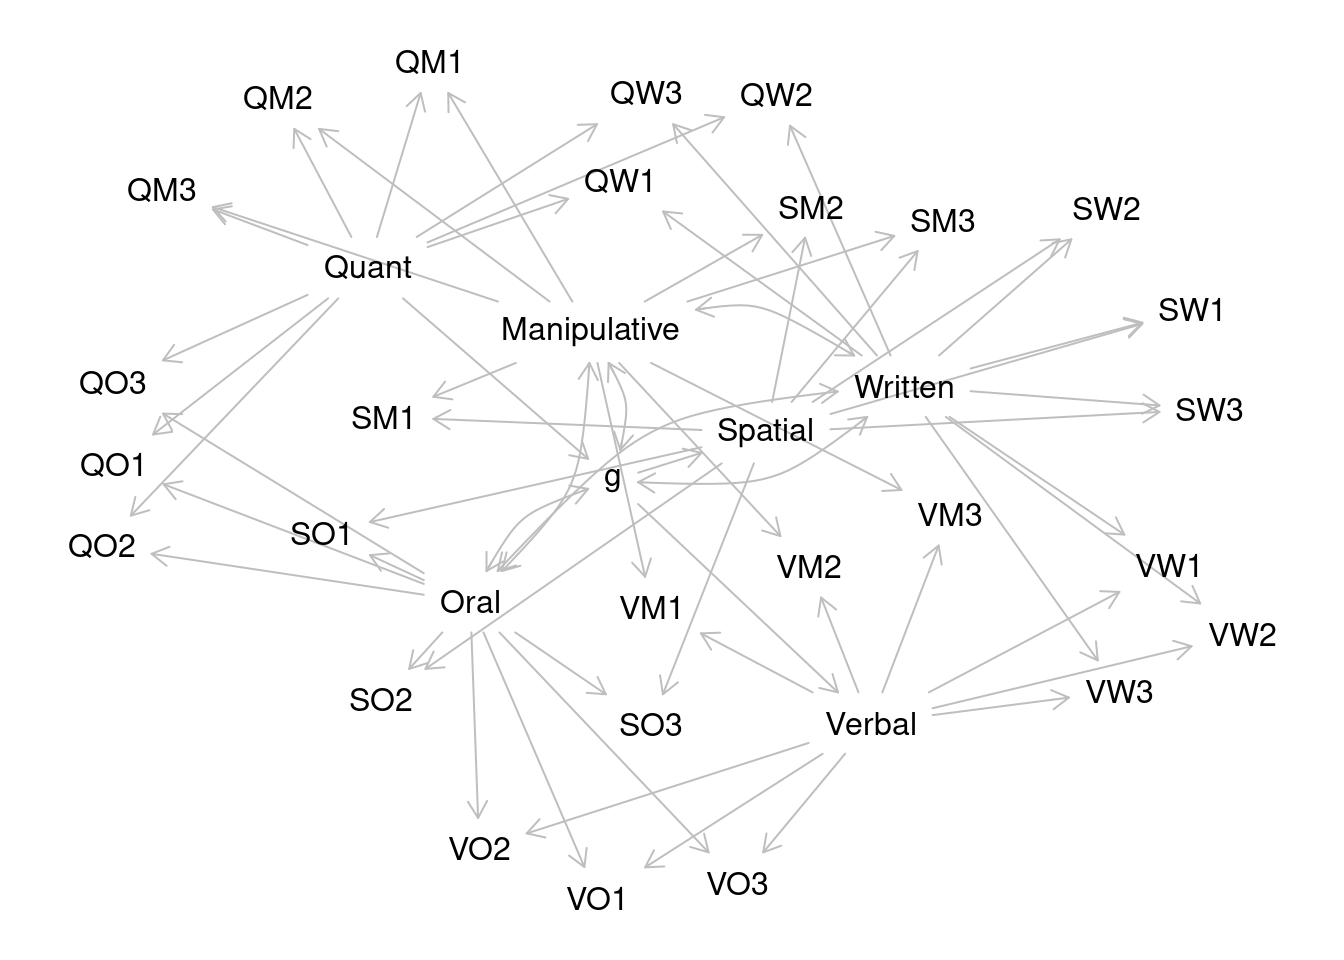 QM1
QM2
QW3
QW2
QM3
QW1
SM2
SM3
SW2
Quant
SW1
Manipulative
QO3
Written
SW3
SM1
Spatial
QO1
g
VM3
SO1
QO2
VM2
VW1
Oral
VM1
VW2
SO2
VW3
SO3
Verbal
VO2
VO3
VO1